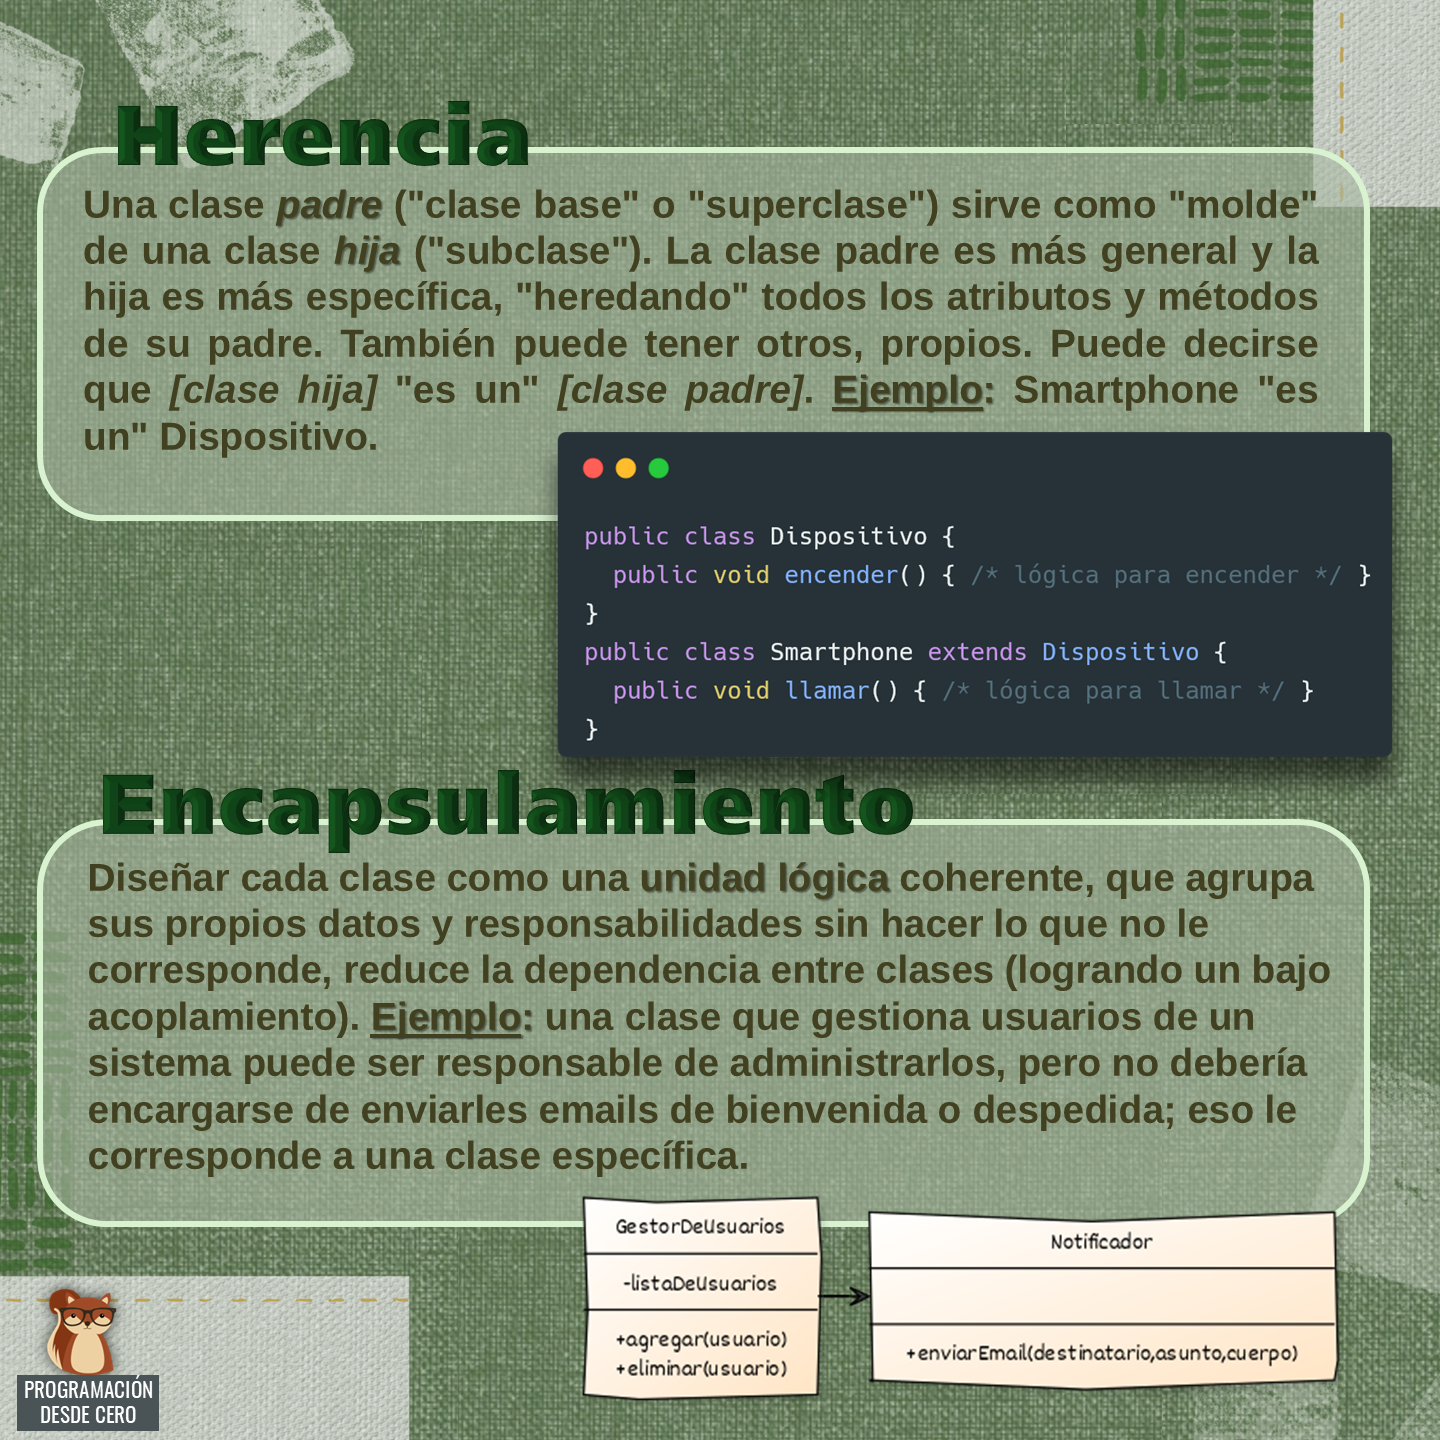 Herencia
Una clase padre ("clase base" o "superclase") sirve como "molde"
de una clase hija ("subclase"). La clase padre es más general y la
hija es más específica, "heredando" todos los atributos y métodos
de su padre. También puede tener otros, propios. Puede decirse
que [clase hija] "es un" [clase padre]. Ejemplo: Smartphone "es
un" Dispositivo.
public class Dispositivo {
  public void encender() { /* lógica para encender */ }
}
public class Smartphone extends Dispositivo {
  public void llamar() { /* lógica para llamar */ }
}
Encapsulamiento
Diseñar cada clase como una unidad lógica coherente, que agrupa
sus propios datos y responsabilidades sin hacer lo que no le
corresponde, reduce la dependencia entre clases (logrando un bajo
acoplamiento). Ejemplo: una clase que gestiona usuarios de un
sistema puede ser responsable de administrarlos, pero no debería
encargarse de enviarles emails de bienvenida o despedida; eso le
corresponde a una clase específica.
GestorDeUsuarios
-listaDeUsuarios
+agregar(usuario)
+eliminar(usuario)
Notificador
+enviarEmail(destinatario,asunto,cuerpo)
PROGRAMACIÓN
DESDE CERO